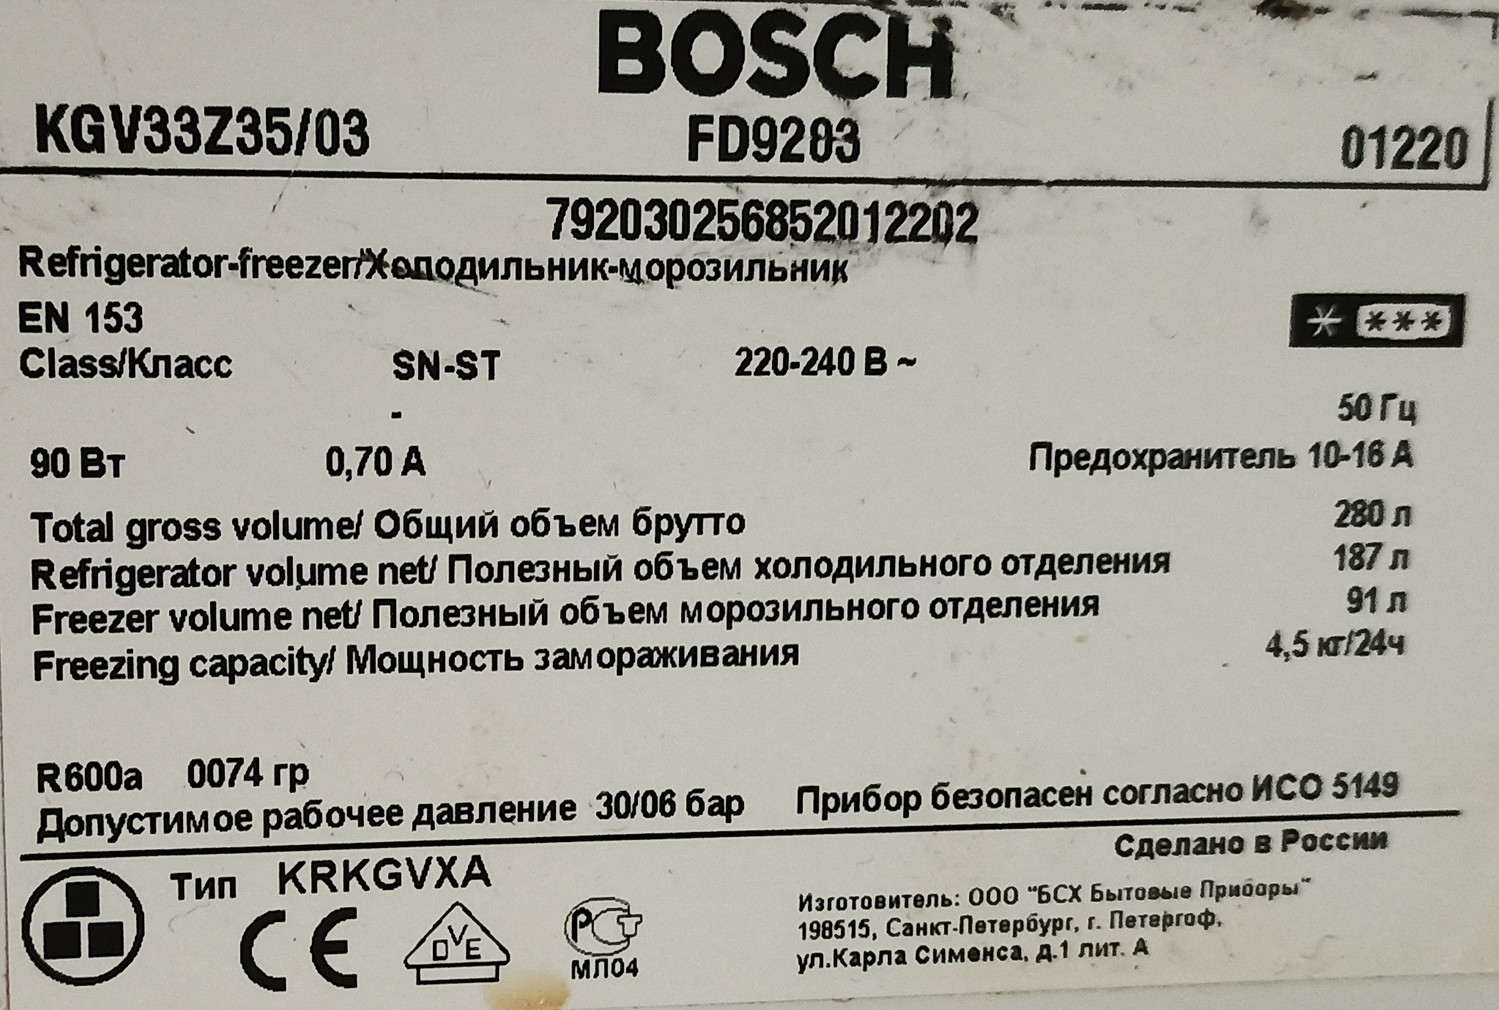 BOSCH
KGV33Z35/03 FD9203 01220
792030256852012202
Refrigerator-freezer/Холодильник-морозильник
EN 153
Class/Класс SN-ST 220-240 В ~
-
50 Гц
90 Вт 0,70 А Предохранитель 10-16 А
Total gross volume/ Общий объем брутто 280 л
Refrigerator volume net/ Полезный объем холодильного отделения 187 л
Freezer volume net/ Полезный объем морозильного отделения 91 л
Freezing capacity/ Мощность замораживания 4,5 кг/24ч
R600a 0074 гр
Допустимое рабочее давление 30/06 бар Прибор безопасен согласно ИСО 5149
Сделано в России
Тип KRKGVXA
CE
DVE
РСТ
МЛ04
Изготовитель: ООО "БСХ Бытовые Приборы"
198515, Санкт-Петербург, г. Петергоф,
ул.Карла Сименса, д.1 лит. А